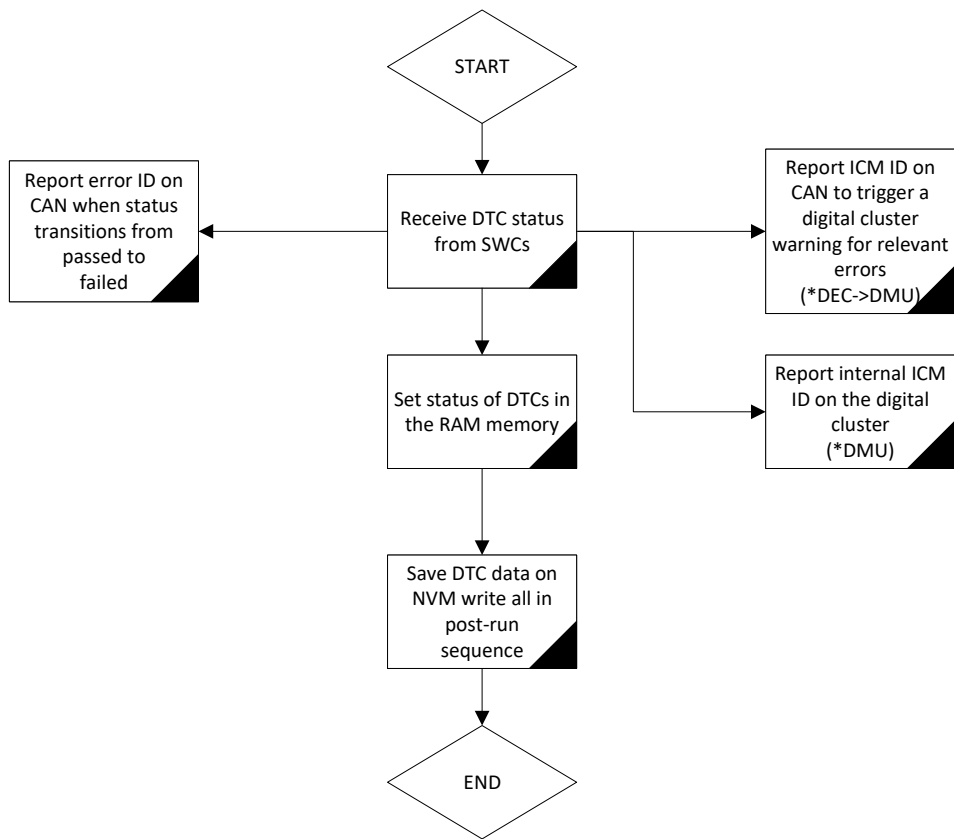 START
Report error ID on
CAN when status
transitions from
passed to
failed
Receive DTC status
from SWCs
Report ICM ID on
CAN to trigger a
digital cluster
warning for relevant
errors
(*DEC->DMU)
Set status of DTCs in
the RAM memory
Report internal ICM
ID on the digital
cluster
(*DMU)
Save DTC data on
NVM write all in
post-run
sequence
END